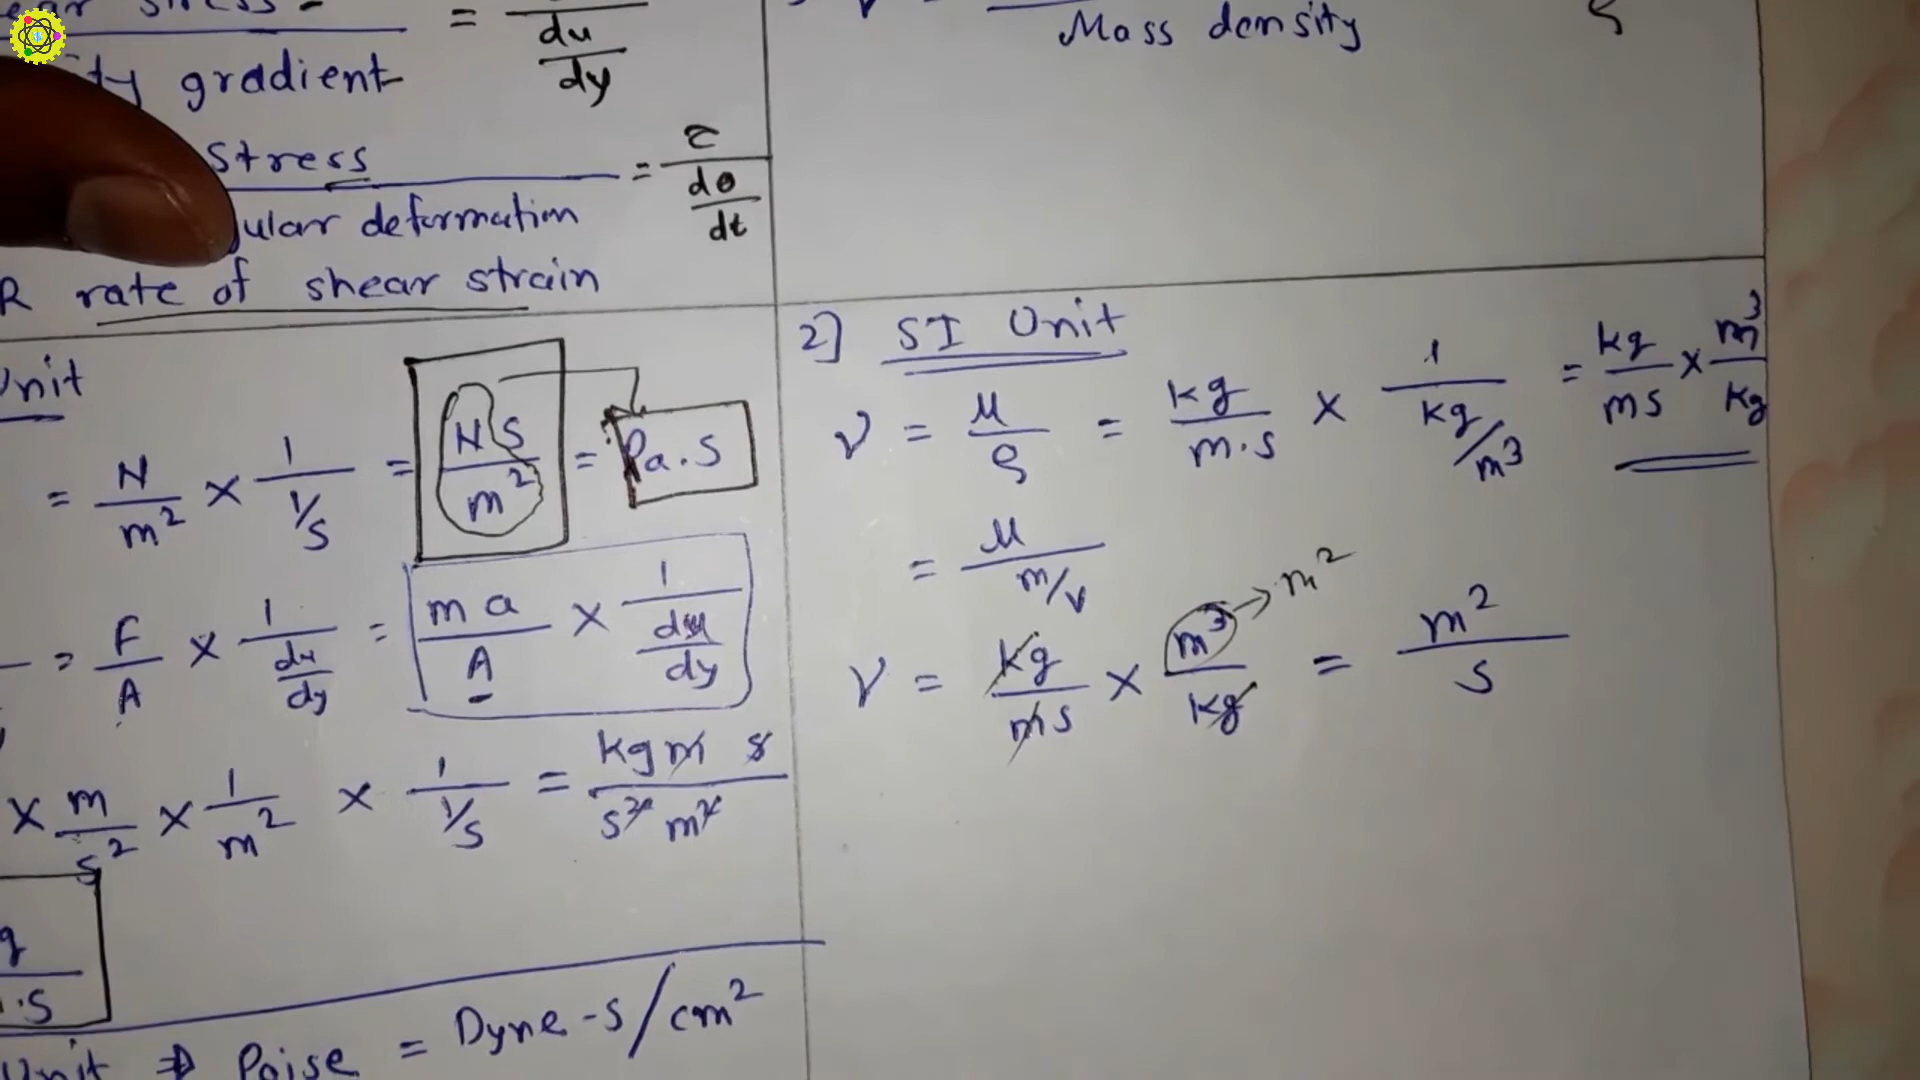 = du/dy
gradient
stress = τ / (dθ/dt)
deformation
rate of shear strain
Unit
= N/m² × 1/(1/s) = N s/m² = Pa.s
= F/A × 1/(du/dy) = m a/A × 1/(du/dy)
× m/s² × 1/m² × 1/(1/s) = kg m s/s² m²
Unit ⇒ Poise = Dyne-s/cm²
Mass density
2] SI Unit
ν = μ/ρ = kg/m.s × 1/(kg/m³) = kg/ms × m³/kg
= μ/(m/v)
ν = kg/ms × m³/kg → m² = m²/s